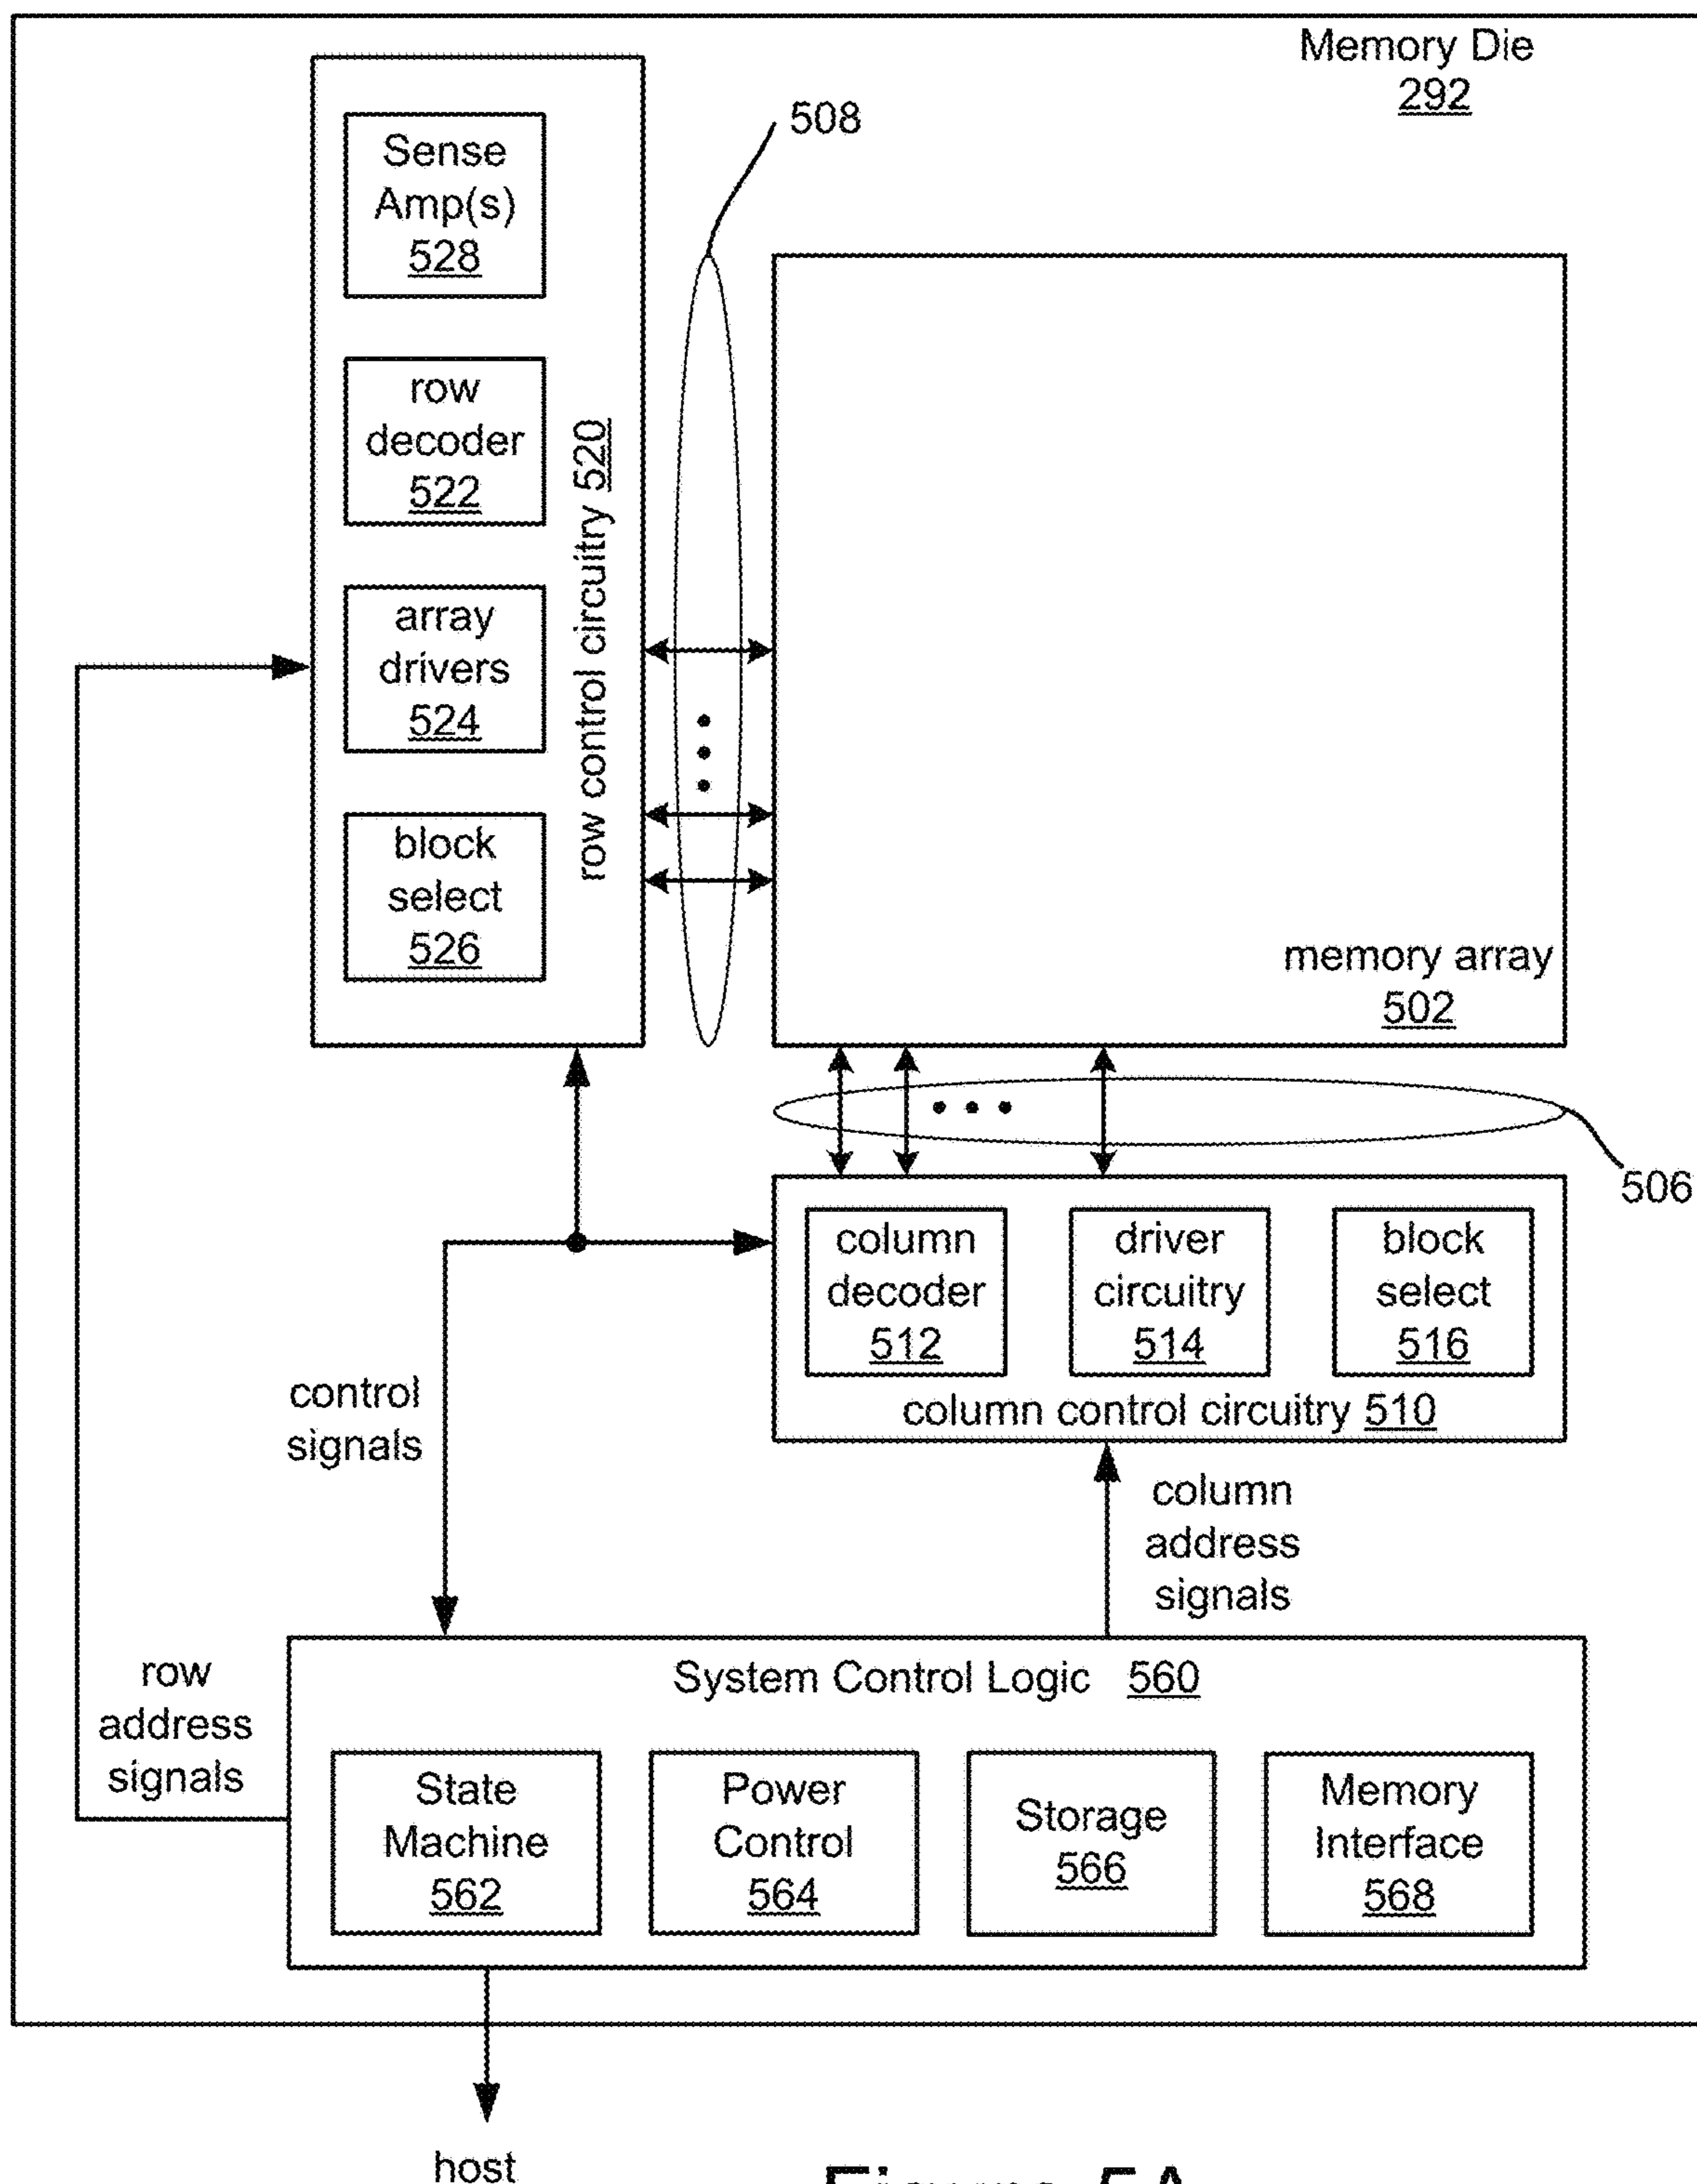 Memory Die
292
508
Sense
Amp(s)
528
row
decoder
522
array
drivers
524
block
select
526
row control circuitry 520
memory array
502
506
column
decoder
512
driver
circuitry
514
block
select
516
column control circuitry 510
control
signals
column
address
signals
row
address
signals
System Control Logic 560
State
Machine
562
Power
Control
564
Storage
566
Memory
Interface
568
host
Figure 5A